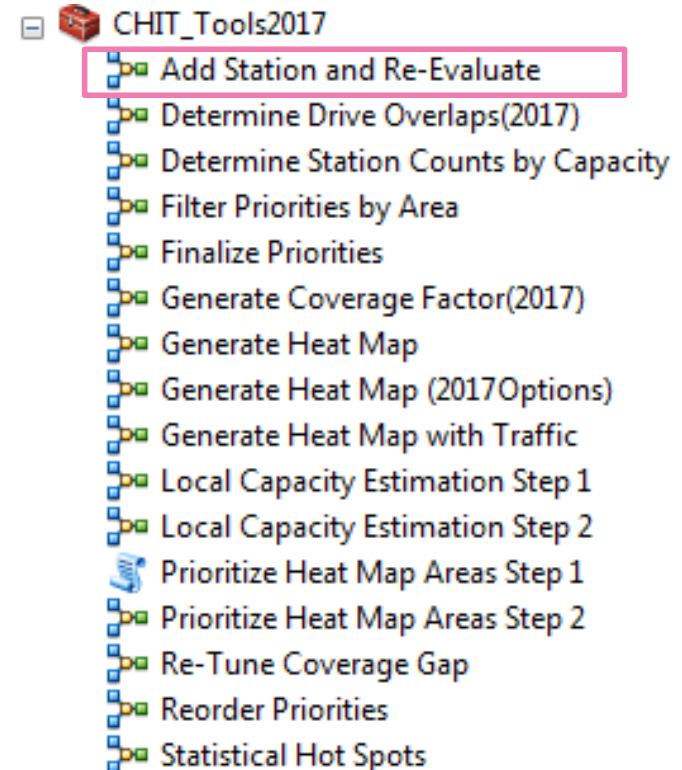 CHIT_Tools2017
Add Station and Re-Evaluate
Determine Drive Overlaps(2017)
Determine Station Counts by Capacity
Filter Priorities by Area
Finalize Priorities
Generate Coverage Factor(2017)
Generate Heat Map
Generate Heat Map (2017Options)
Generate Heat Map with Traffic
Local Capacity Estimation Step 1
Local Capacity Estimation Step 2
Prioritize Heat Map Areas Step 1
Prioritize Heat Map Areas Step 2
Re-Tune Coverage Gap
Reorder Priorities
Statistical Hot Spots